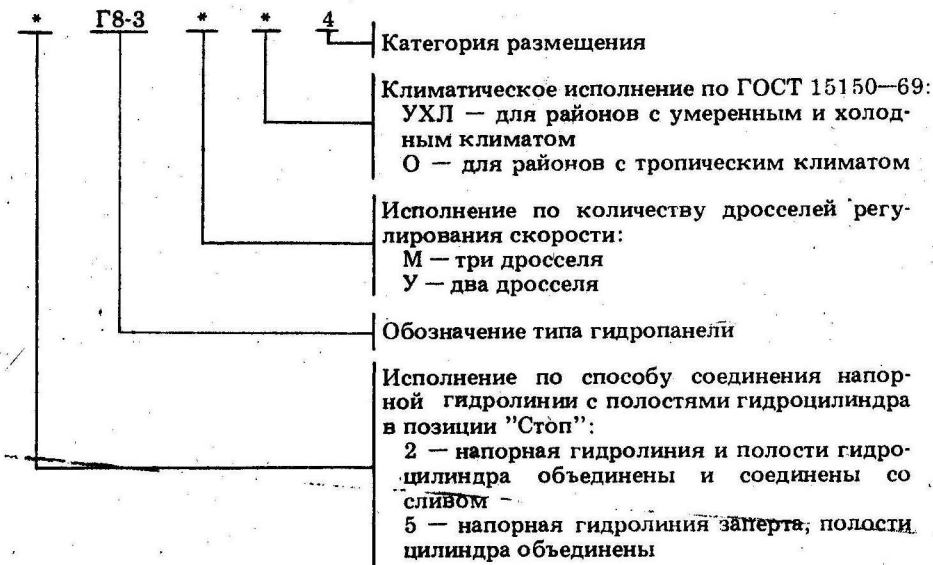 * Г8-3 * * 4
Категория размещения
Климатическое исполнение по ГОСТ 15150—69:
УХЛ — для районов с умеренным и холод-
ным климатом
О — для районов с тропическим климатом
Исполнение по количеству дросселей регу-
лирования скорости:
М — три дросселя
У — два дросселя
Обозначение типа гидропанели
Исполнение по способу соединения напор-
ной гидролинии с полостями гидроцилиндра
в позиции "Стоп":
2 — напорная гидролиния и полости гидро-
цилиндра объединены и соединены со
сливом
5 — напорная гидролиния заперта, полости
цилиндра объединены